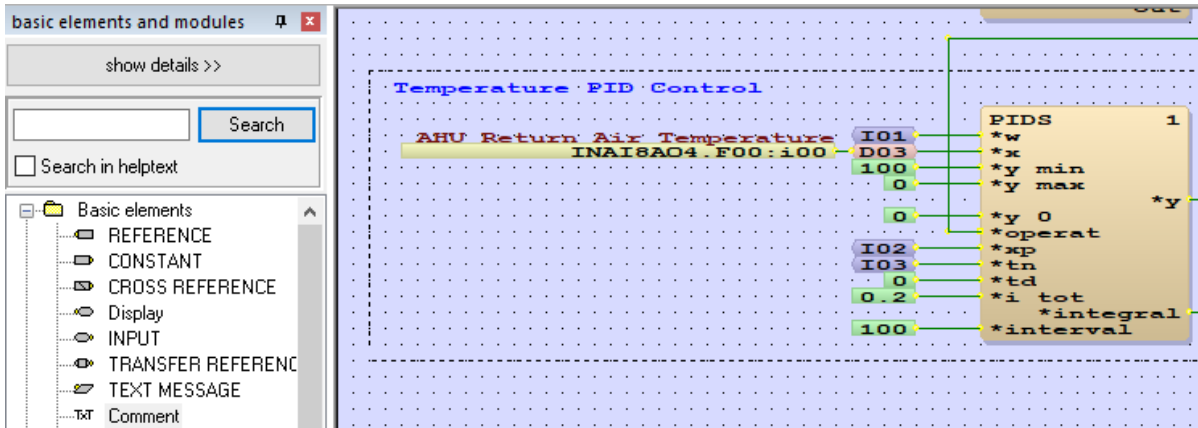 basic elements and modules
show details >>
Search
Search in helptext
Basic elements
REFERENCE
CONSTANT
CROSS REFERENCE
Display
INPUT
TRANSFER REFERENC
TEXT MESSAGE
TxT Comment
Out
Temperature PID Control
AHU Return Air Temperature
INAI8AO4.F00:i00
I01
D03
100
0
0
I02
I03
0
0.2
100
PIDS 1
*w
*x
*y min
*y max
*y
*y 0
*operat
*xp
*tn
*td
*i tot
*integral
*interval